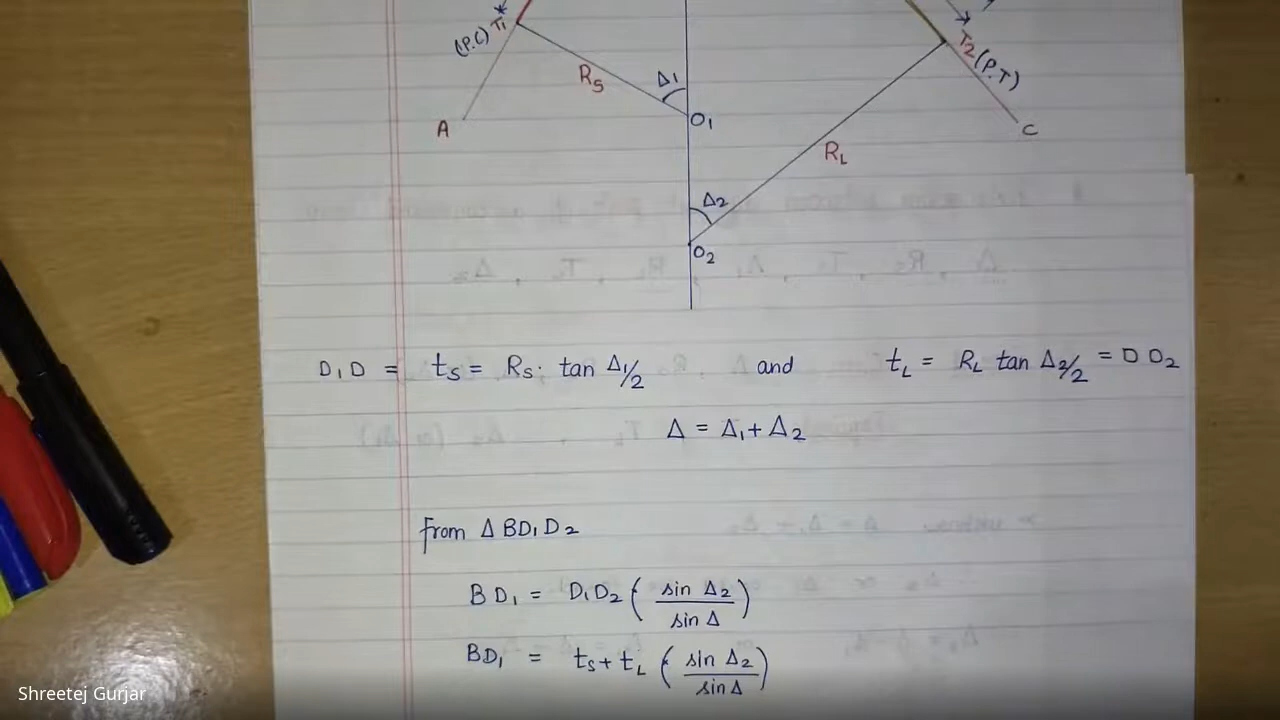 (P.C) T1
T2 (P.T)
RS
Δ1
A
O1
C
RL
Δ2
O2
D1D = tS = RS. tan Δ1/2 and tL = RL tan Δ2/2 = DD2
Δ = Δ1 + Δ2
from Δ BD1D2
BD1 = D1D2 ( sin Δ2 / sin Δ )
BD1 = tS + tL ( sin Δ2 / sin Δ )
Shreetej Gurjar